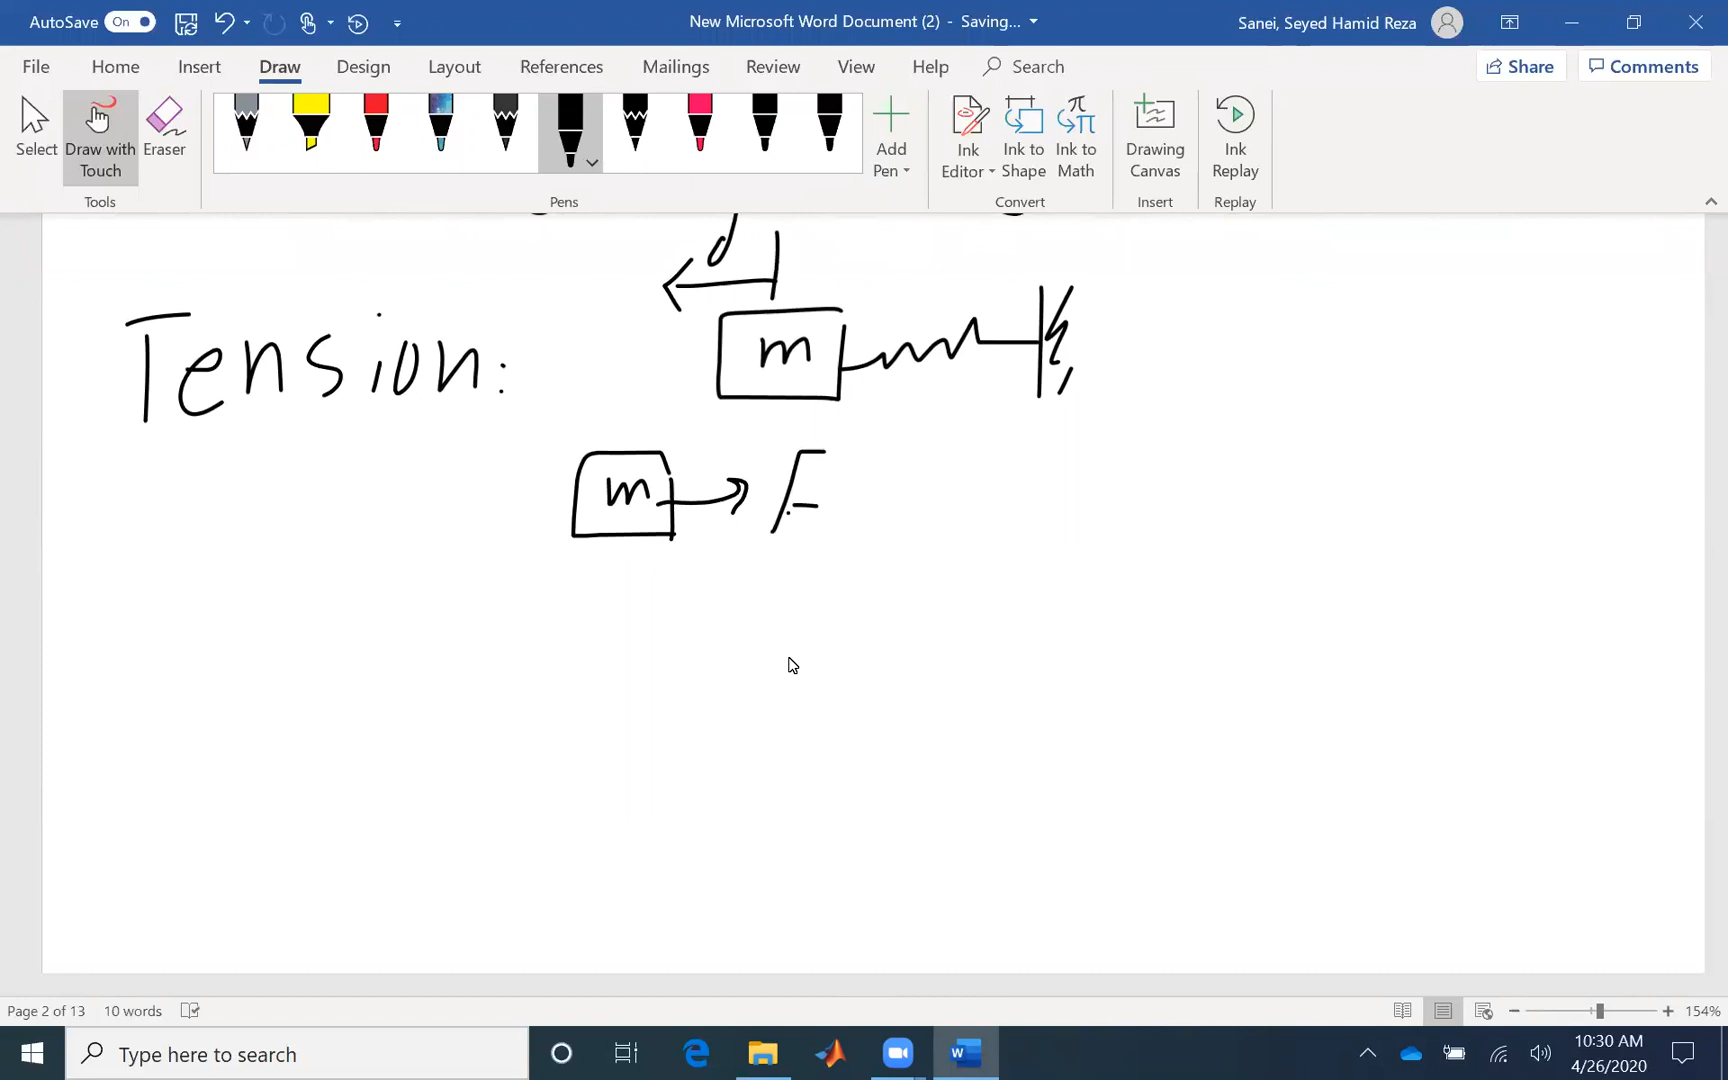 AutoSave On New Microsoft Word Document (2) - Saving... Sanei, Seyed Hamid Reza
File Home Insert Draw Design Layout References Mailings Review View Help Search Share Comments
Select Draw with Touch Eraser
Add Pen
Ink Editor Ink to Shape Ink to Math
Drawing Canvas
Ink Replay
Tools Pens Convert Insert Replay
d
Tension:
m
m F
Page 2 of 13 10 words 154%
Type here to search
10:30 AM
4/26/2020